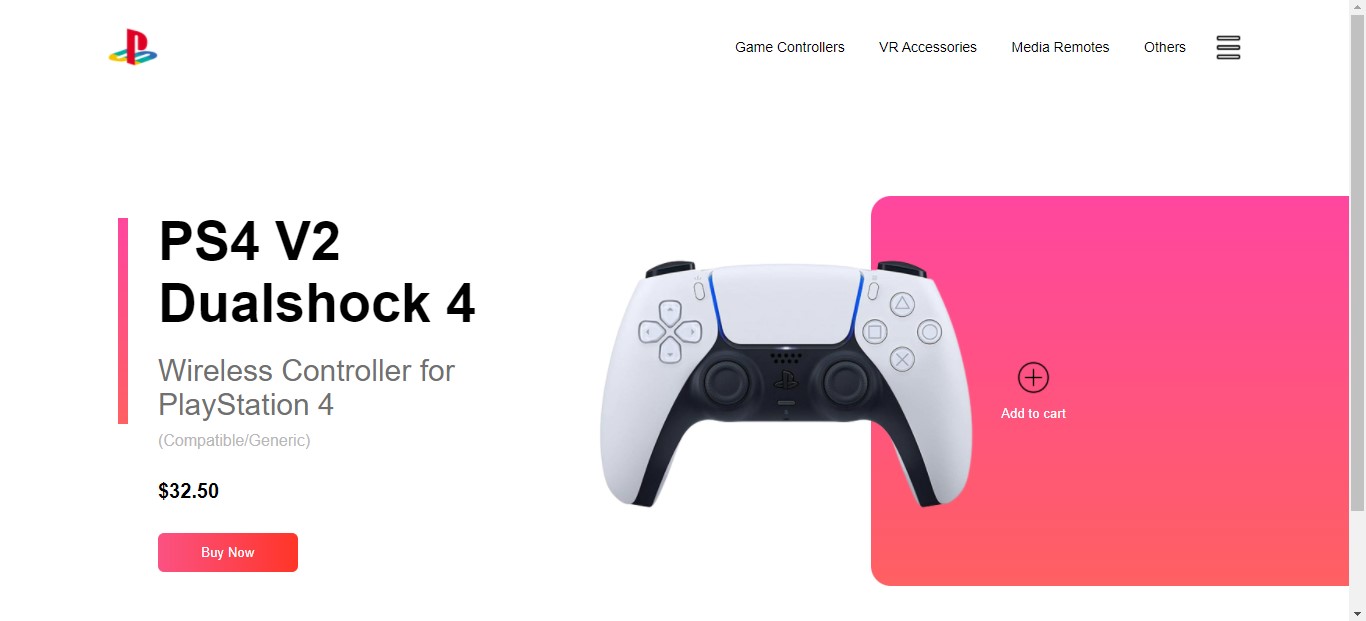 Game Controllers
VR Accessories
Media Remotes
Others
PS4 V2
Dualshock 4
Wireless Controller for
PlayStation 4
(Compatible/Generic)
$32.50
Buy Now
Add to cart